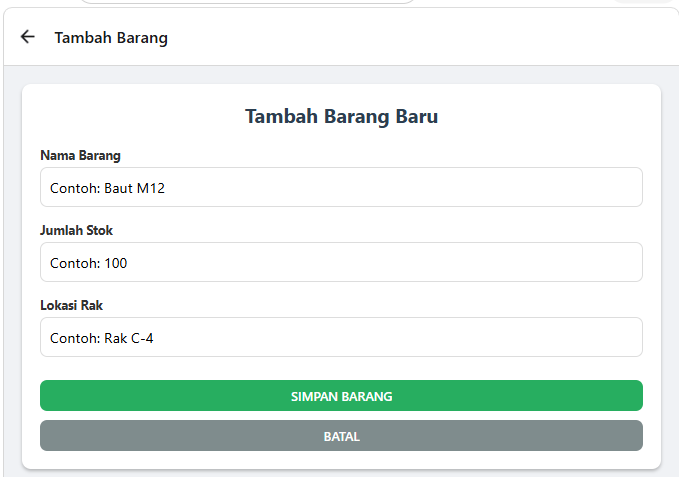 Tambah Barang
Tambah Barang Baru
Nama Barang
Contoh: Baut M12
Jumlah Stok
Contoh: 100
Lokasi Rak
Contoh: Rak C-4
SIMPAN BARANG
BATAL